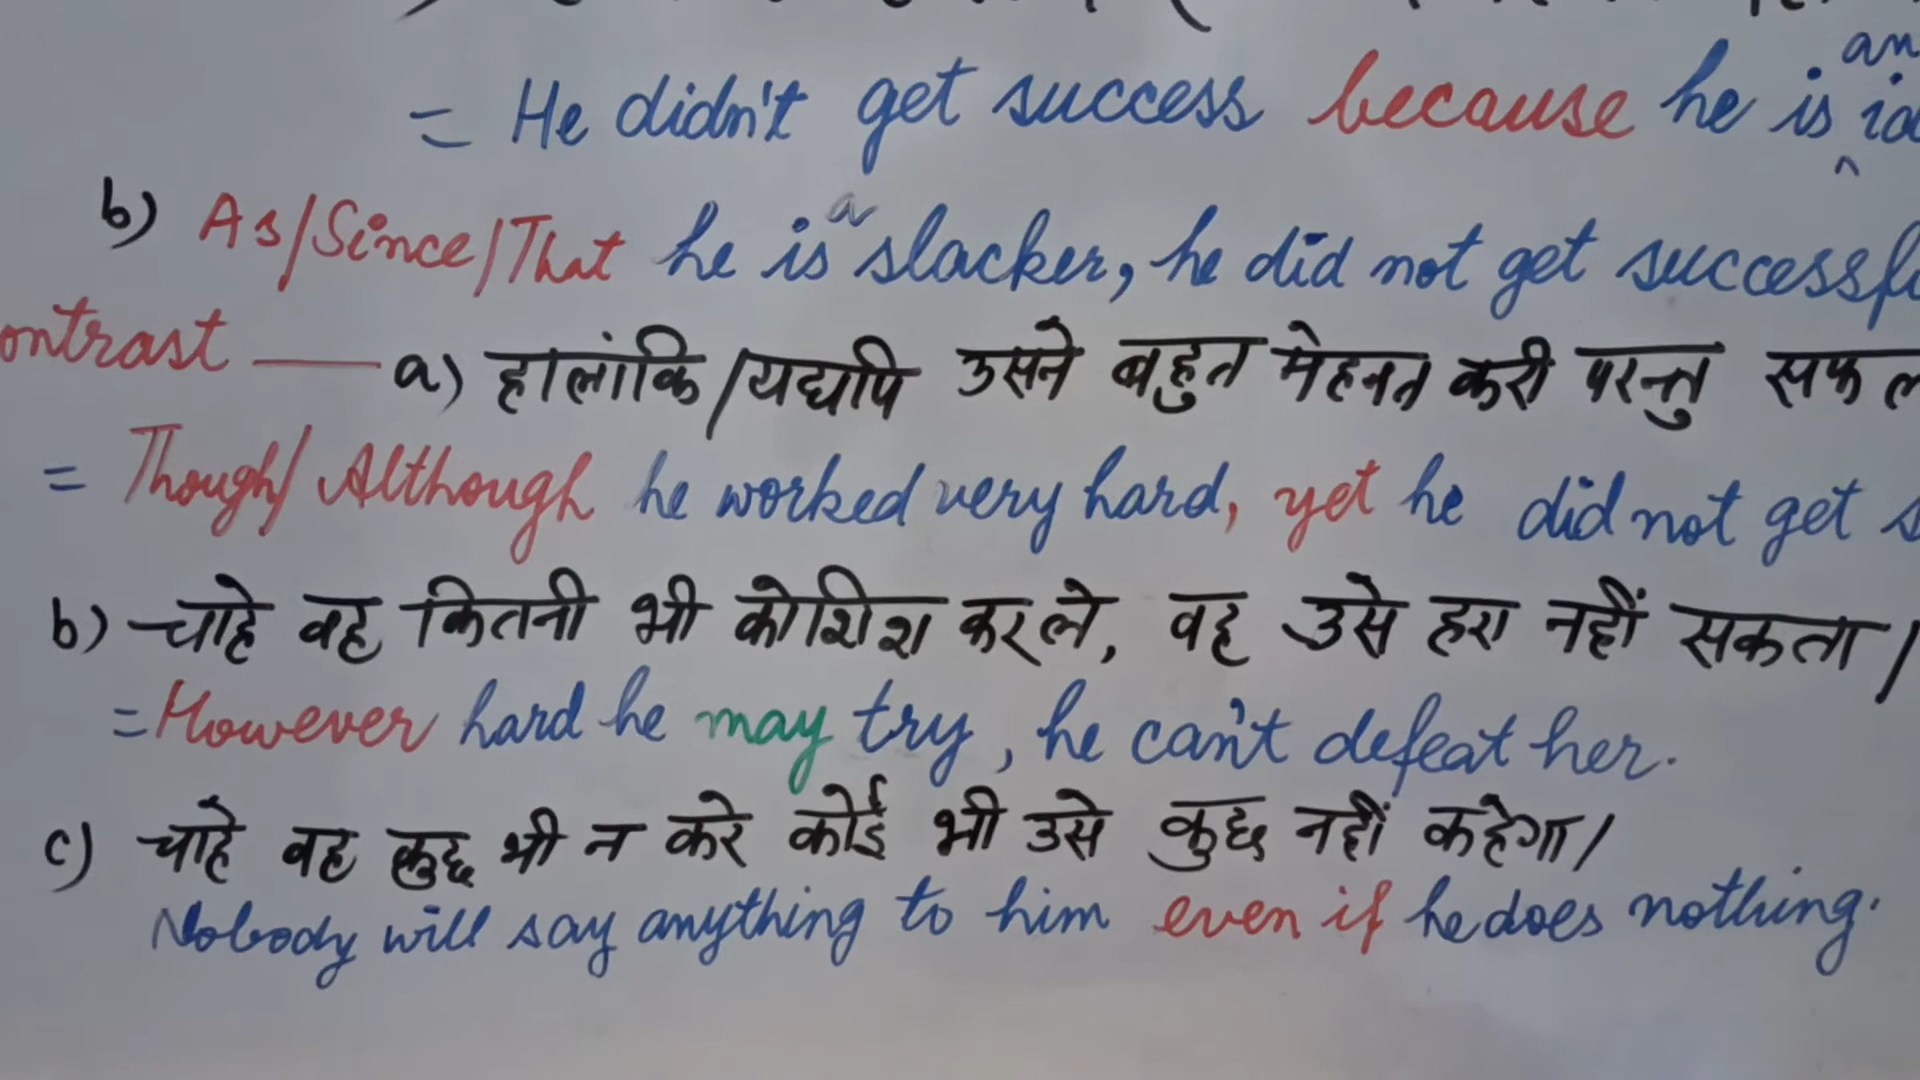 = He didn't get success because he is an
b) As/Since/That he is a slacker, he did not get
ontrast — a) हालांकि/यद्यपि उसने बहुत मेहनत करी परन्तु सफल
= Though/Although he worked very hard, yet he did not get
b) चाहे वह कितनी भी कोशिश करले, वह उसे हरा नहीं सकता।
= However hard he may try, he can't defeat her.
c) चाहे वह कुछ भी न करे कोई भी उसे कुछ नहीं कहेगा।
Nobody will say anything to him even if he does nothing.